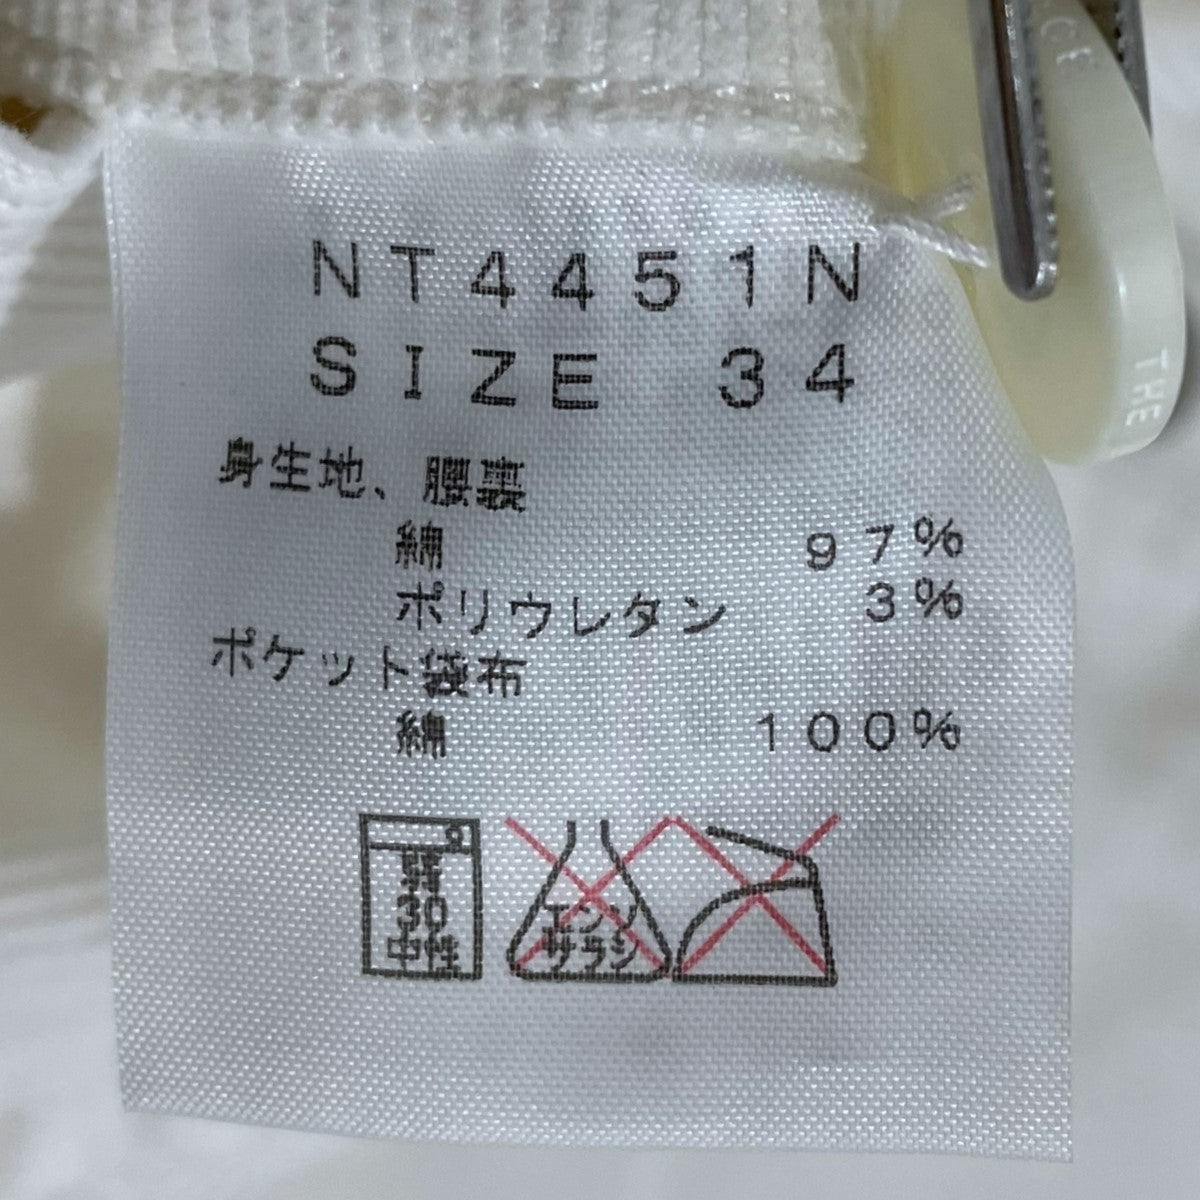 NT4451N
SIZE 34
身生地、腰裏
綿 97%
ポリウレタン 3%
ポケット袋布
綿 100%
弱
30
中性
エンソ
サラシ
THE